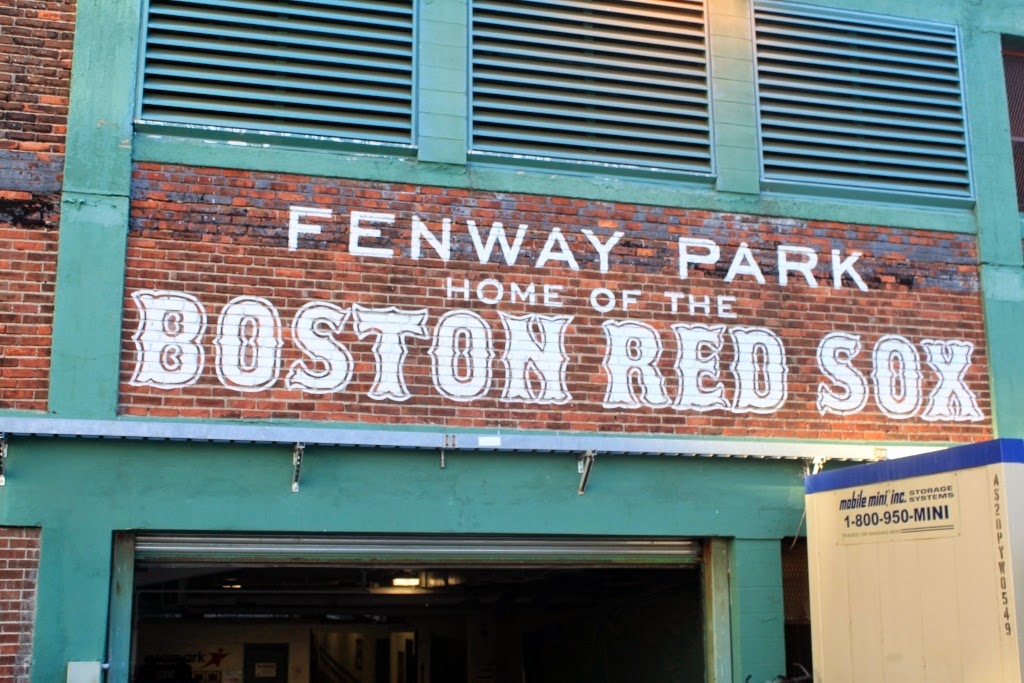 FENWAY PARK
HOME OF THE
BOSTON RED SOX
mobile mini, inc. STORAGE SYSTEMS
1-800-950-MINI
AS20PYW0549